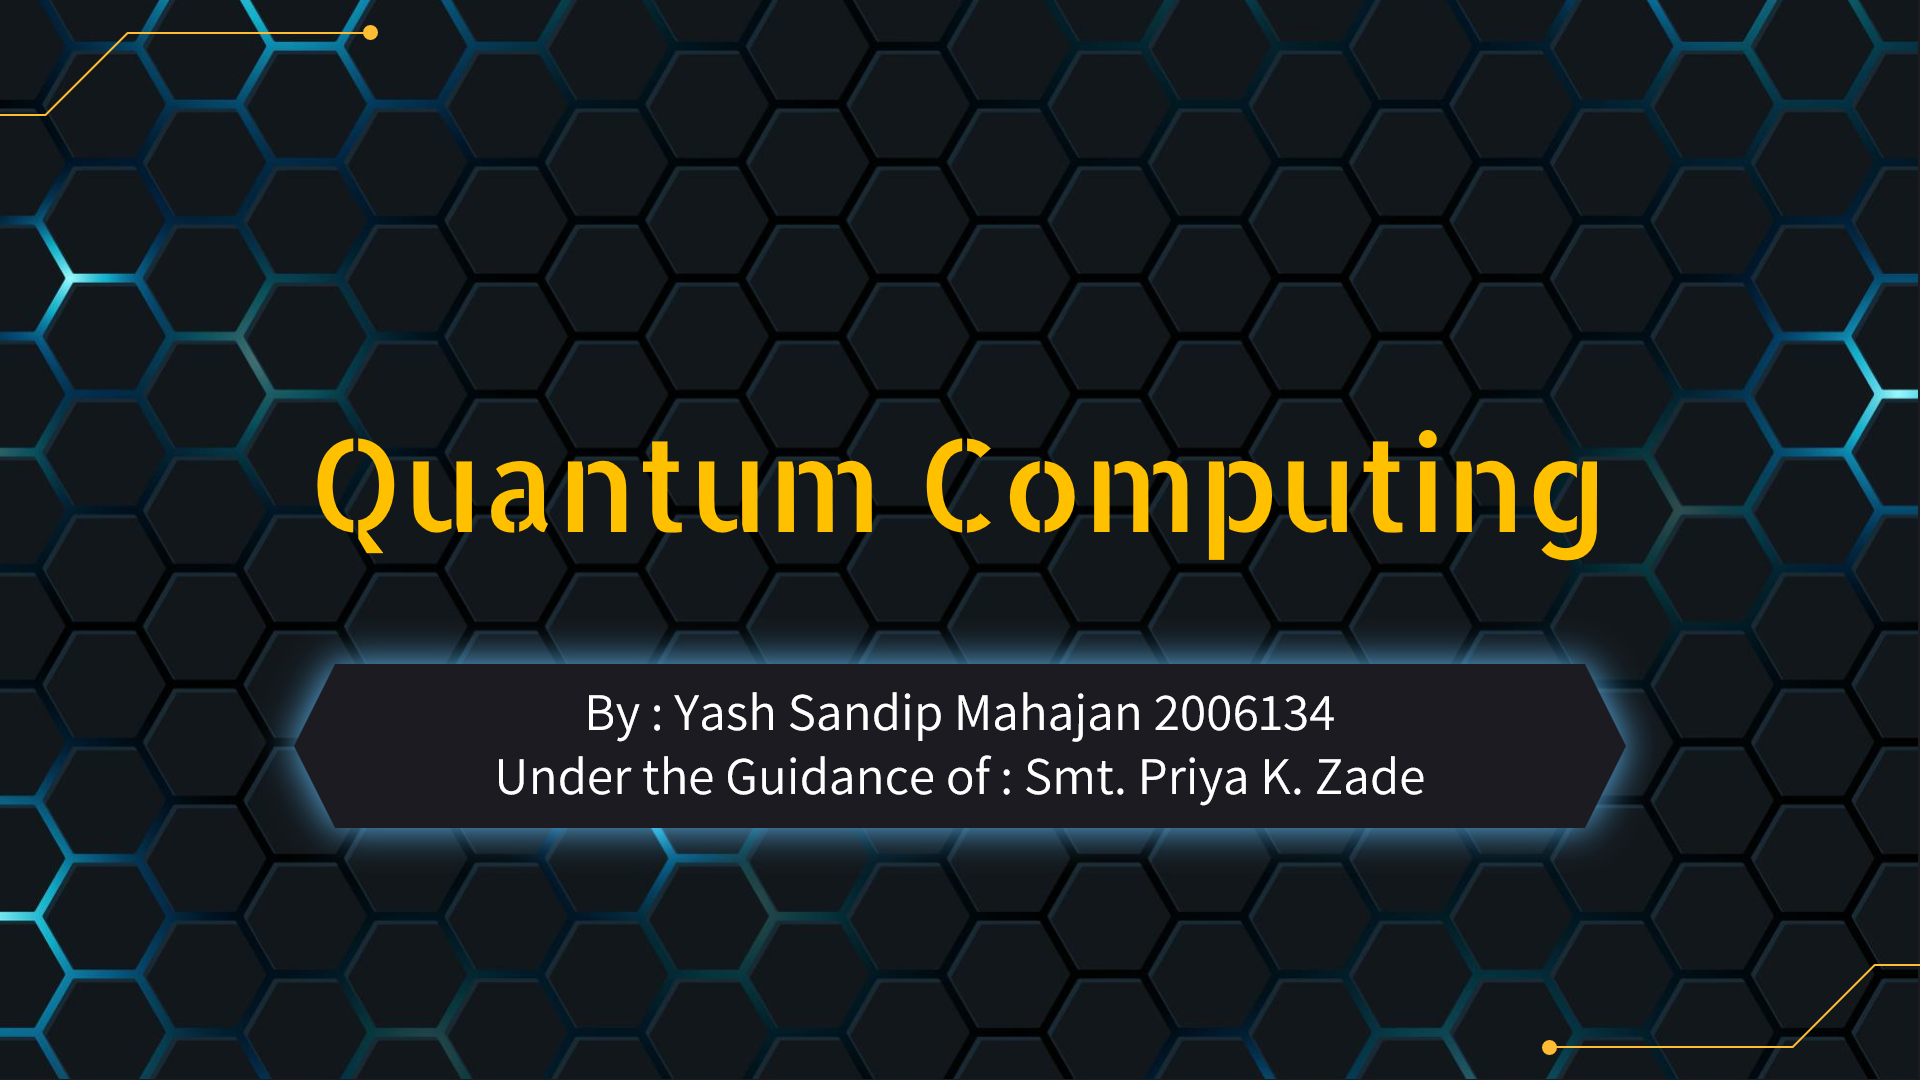 Quantum Computing
By : Yash Sandip Mahajan 2006134
Under the Guidance of : Smt. Priya K. Zade